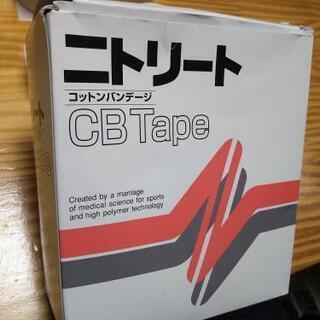 ニトリート
コットンバンデージ
CB Tape
Created by a marriage
of medical science for sports
and high polymer technology